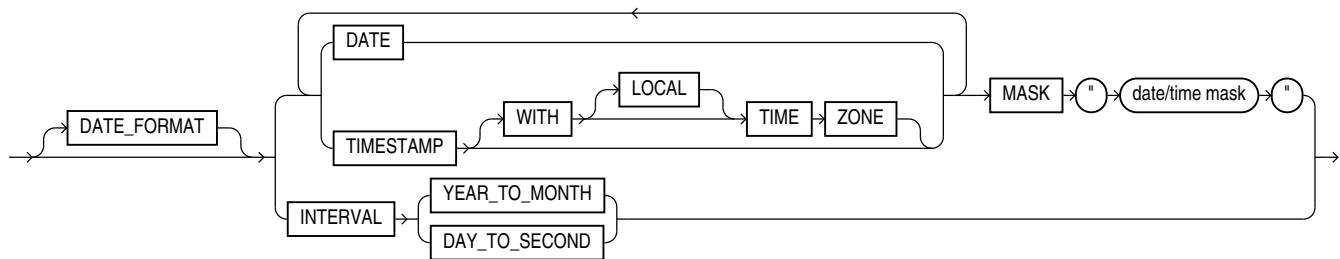 DATE
LOCAL
MASK " date/time mask "
DATE_FORMAT
WITH
TIME ZONE
TIMESTAMP
YEAR_TO_MONTH
INTERVAL
DAY_TO_SECOND